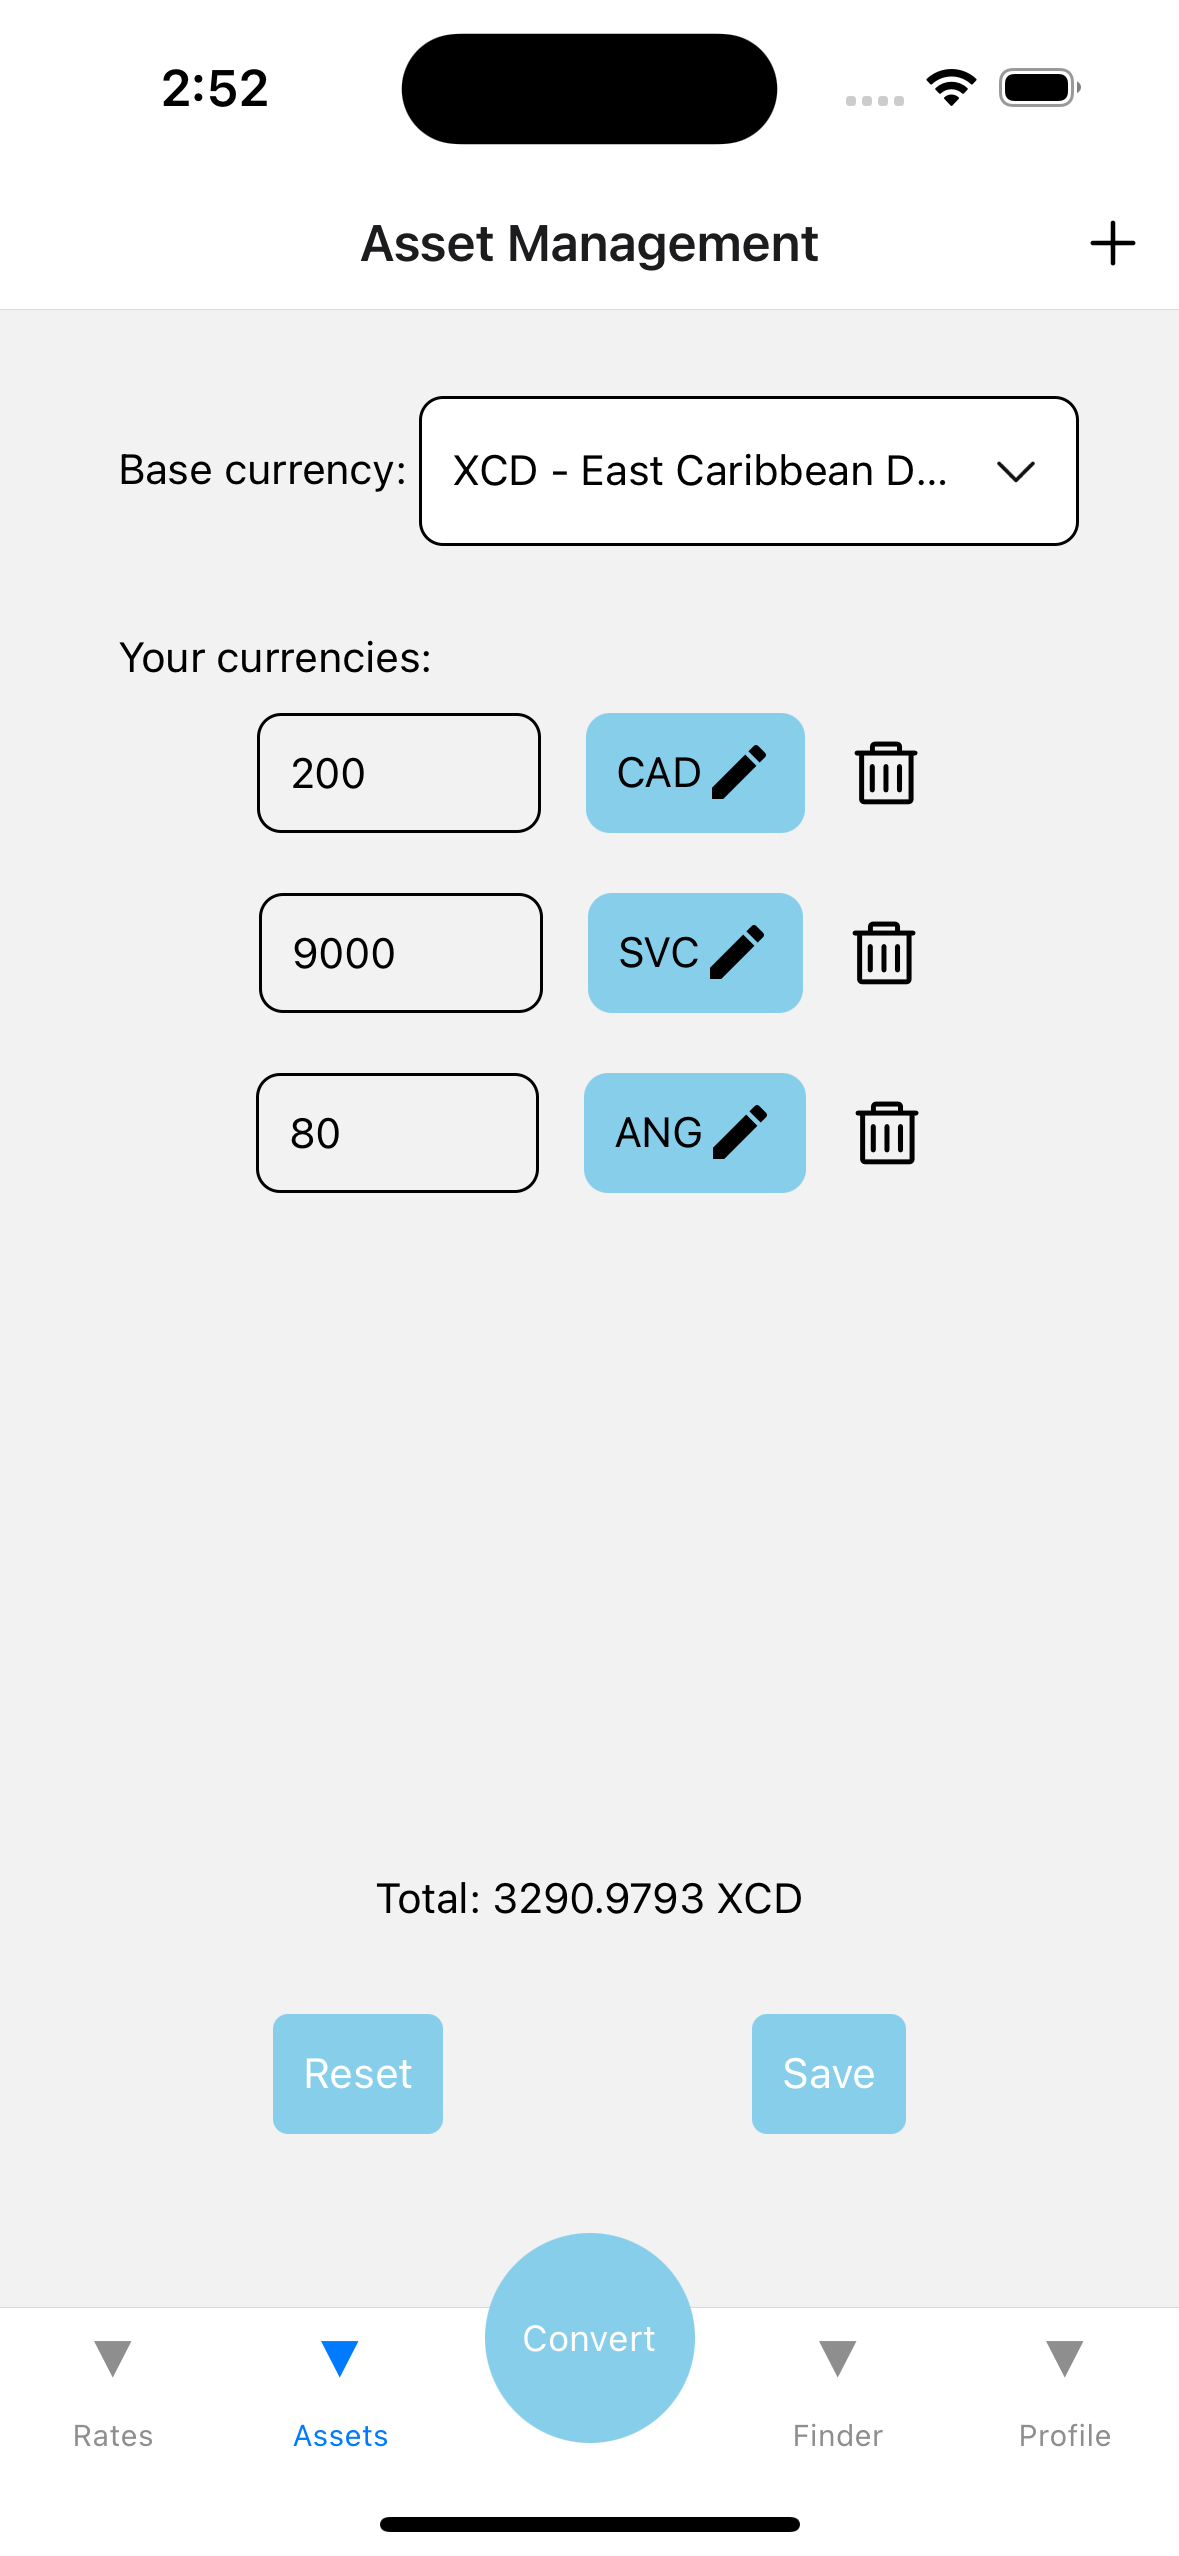 2:52
Asset Management
Base currency: XCD - East Caribbean D...
Your currencies:
200 CAD
9000 SVC
80 ANG
Total: 3290.9793 XCD
Reset Save
Convert
Rates Assets Finder Profile